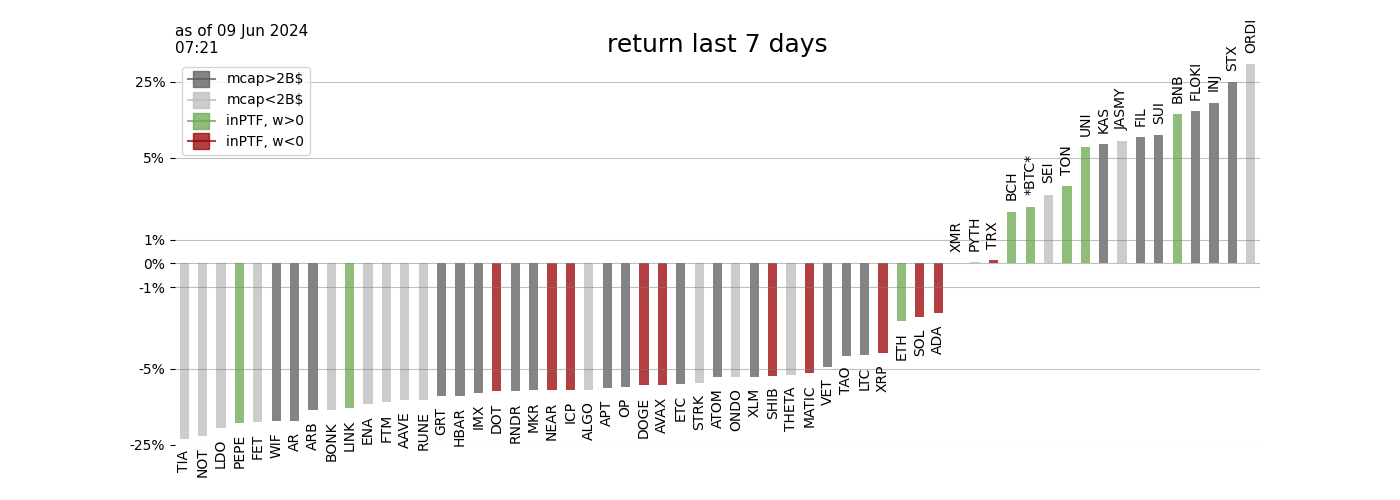 as of 09 Jun 2024
07:21
return last 7 days
mcap>2B$
mcap<2B$
inPTF, w>0
inPTF, w<0
25%
5%
1%
0%
-1%
-5%
-25%
TIA
NOT
LDO
PEPE
FET
WIF
AR
ARB
BONK
LINK
ENA
FTM
AAVE
RUNE
GRT
HBAR
IMX
DOT
RNDR
MKR
NEAR
ICP
ALGO
APT
OP
DOGE
AVAX
ETC
STRK
ATOM
ONDO
XLM
SHIB
THETA
MATIC
VET
TAO
LTC
XRP
ETH
SOL
ADA
XMR
PYTH
TRX
BCH
*BTC*
SEI
TON
UNI
KAS
JASMY
FIL
SUI
BNB
FLOKI
INJ
STX
ORDI